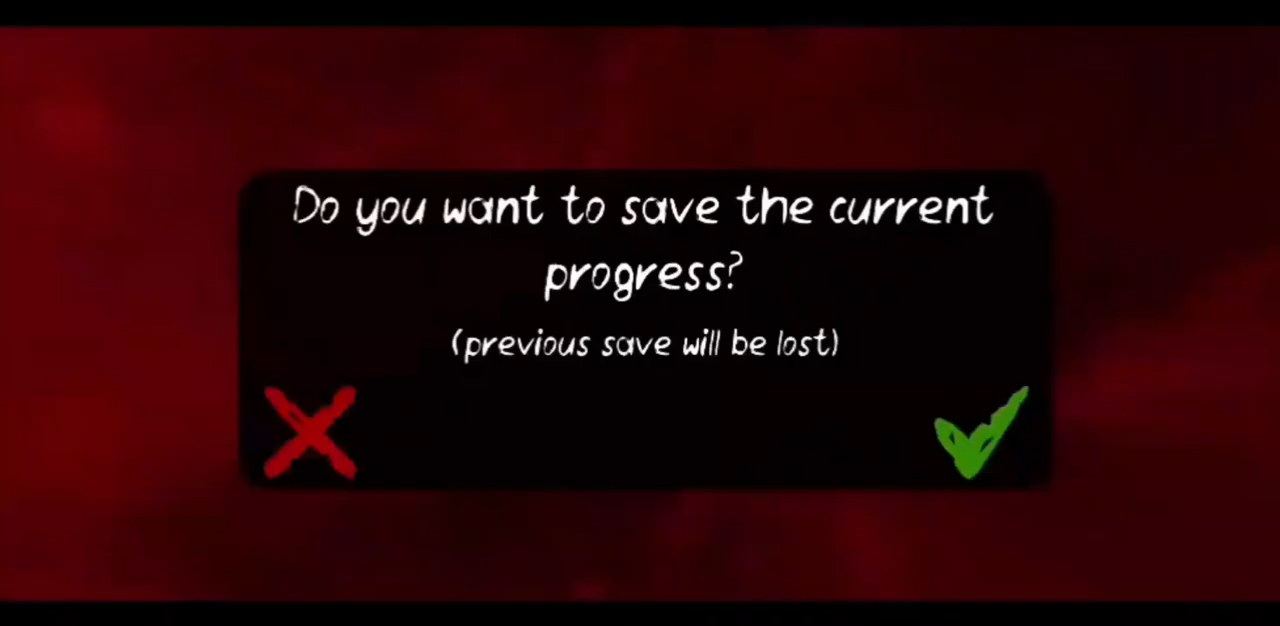 Do you want to save the current
progress?
(previous save will be lost)